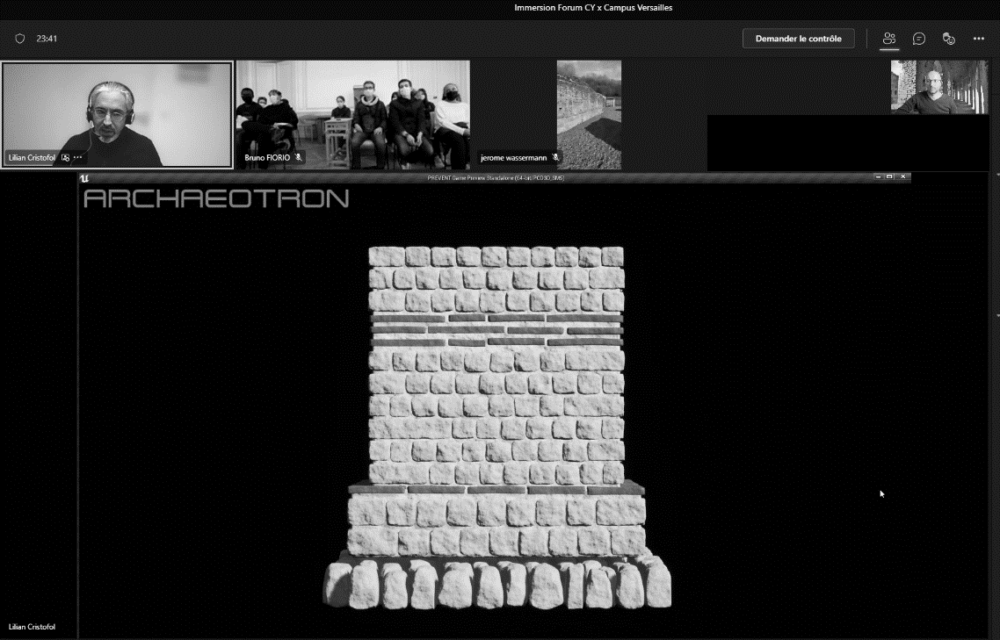 Immersion Forum CY x Campus Versailles
23:41
Demander le contrôle
Lilian Cristofol
Bruno FIORIO
jerome wassermann
PREVENT Game Preview Standalone (64-bit/PCD3D_SM5)
ARCHAEOTRON
Lilian Cristofol